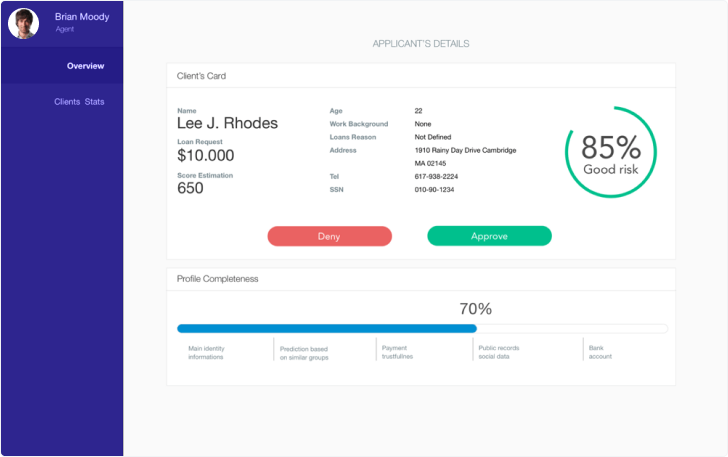 Brian Moody
Agent
Overview
Clients Stats
APPLICANT'S DETAILS
Client's Card
Name
Lee J. Rhodes
Loan Request
$10.000
Score Estimation
650
Age 22
Work Background None
Loans Reason Not Defined
Address 1910 Rainy Day Drive Cambridge
MA 02145
Tel 617-938-2224
SSN 010-90-1234
85%
Good risk
Deny
Approve
Profile Completeness
70%
Main identity
informations
Prediction based
on similar groups
Payment
trustfullnes
Public records
social data
Bank
account